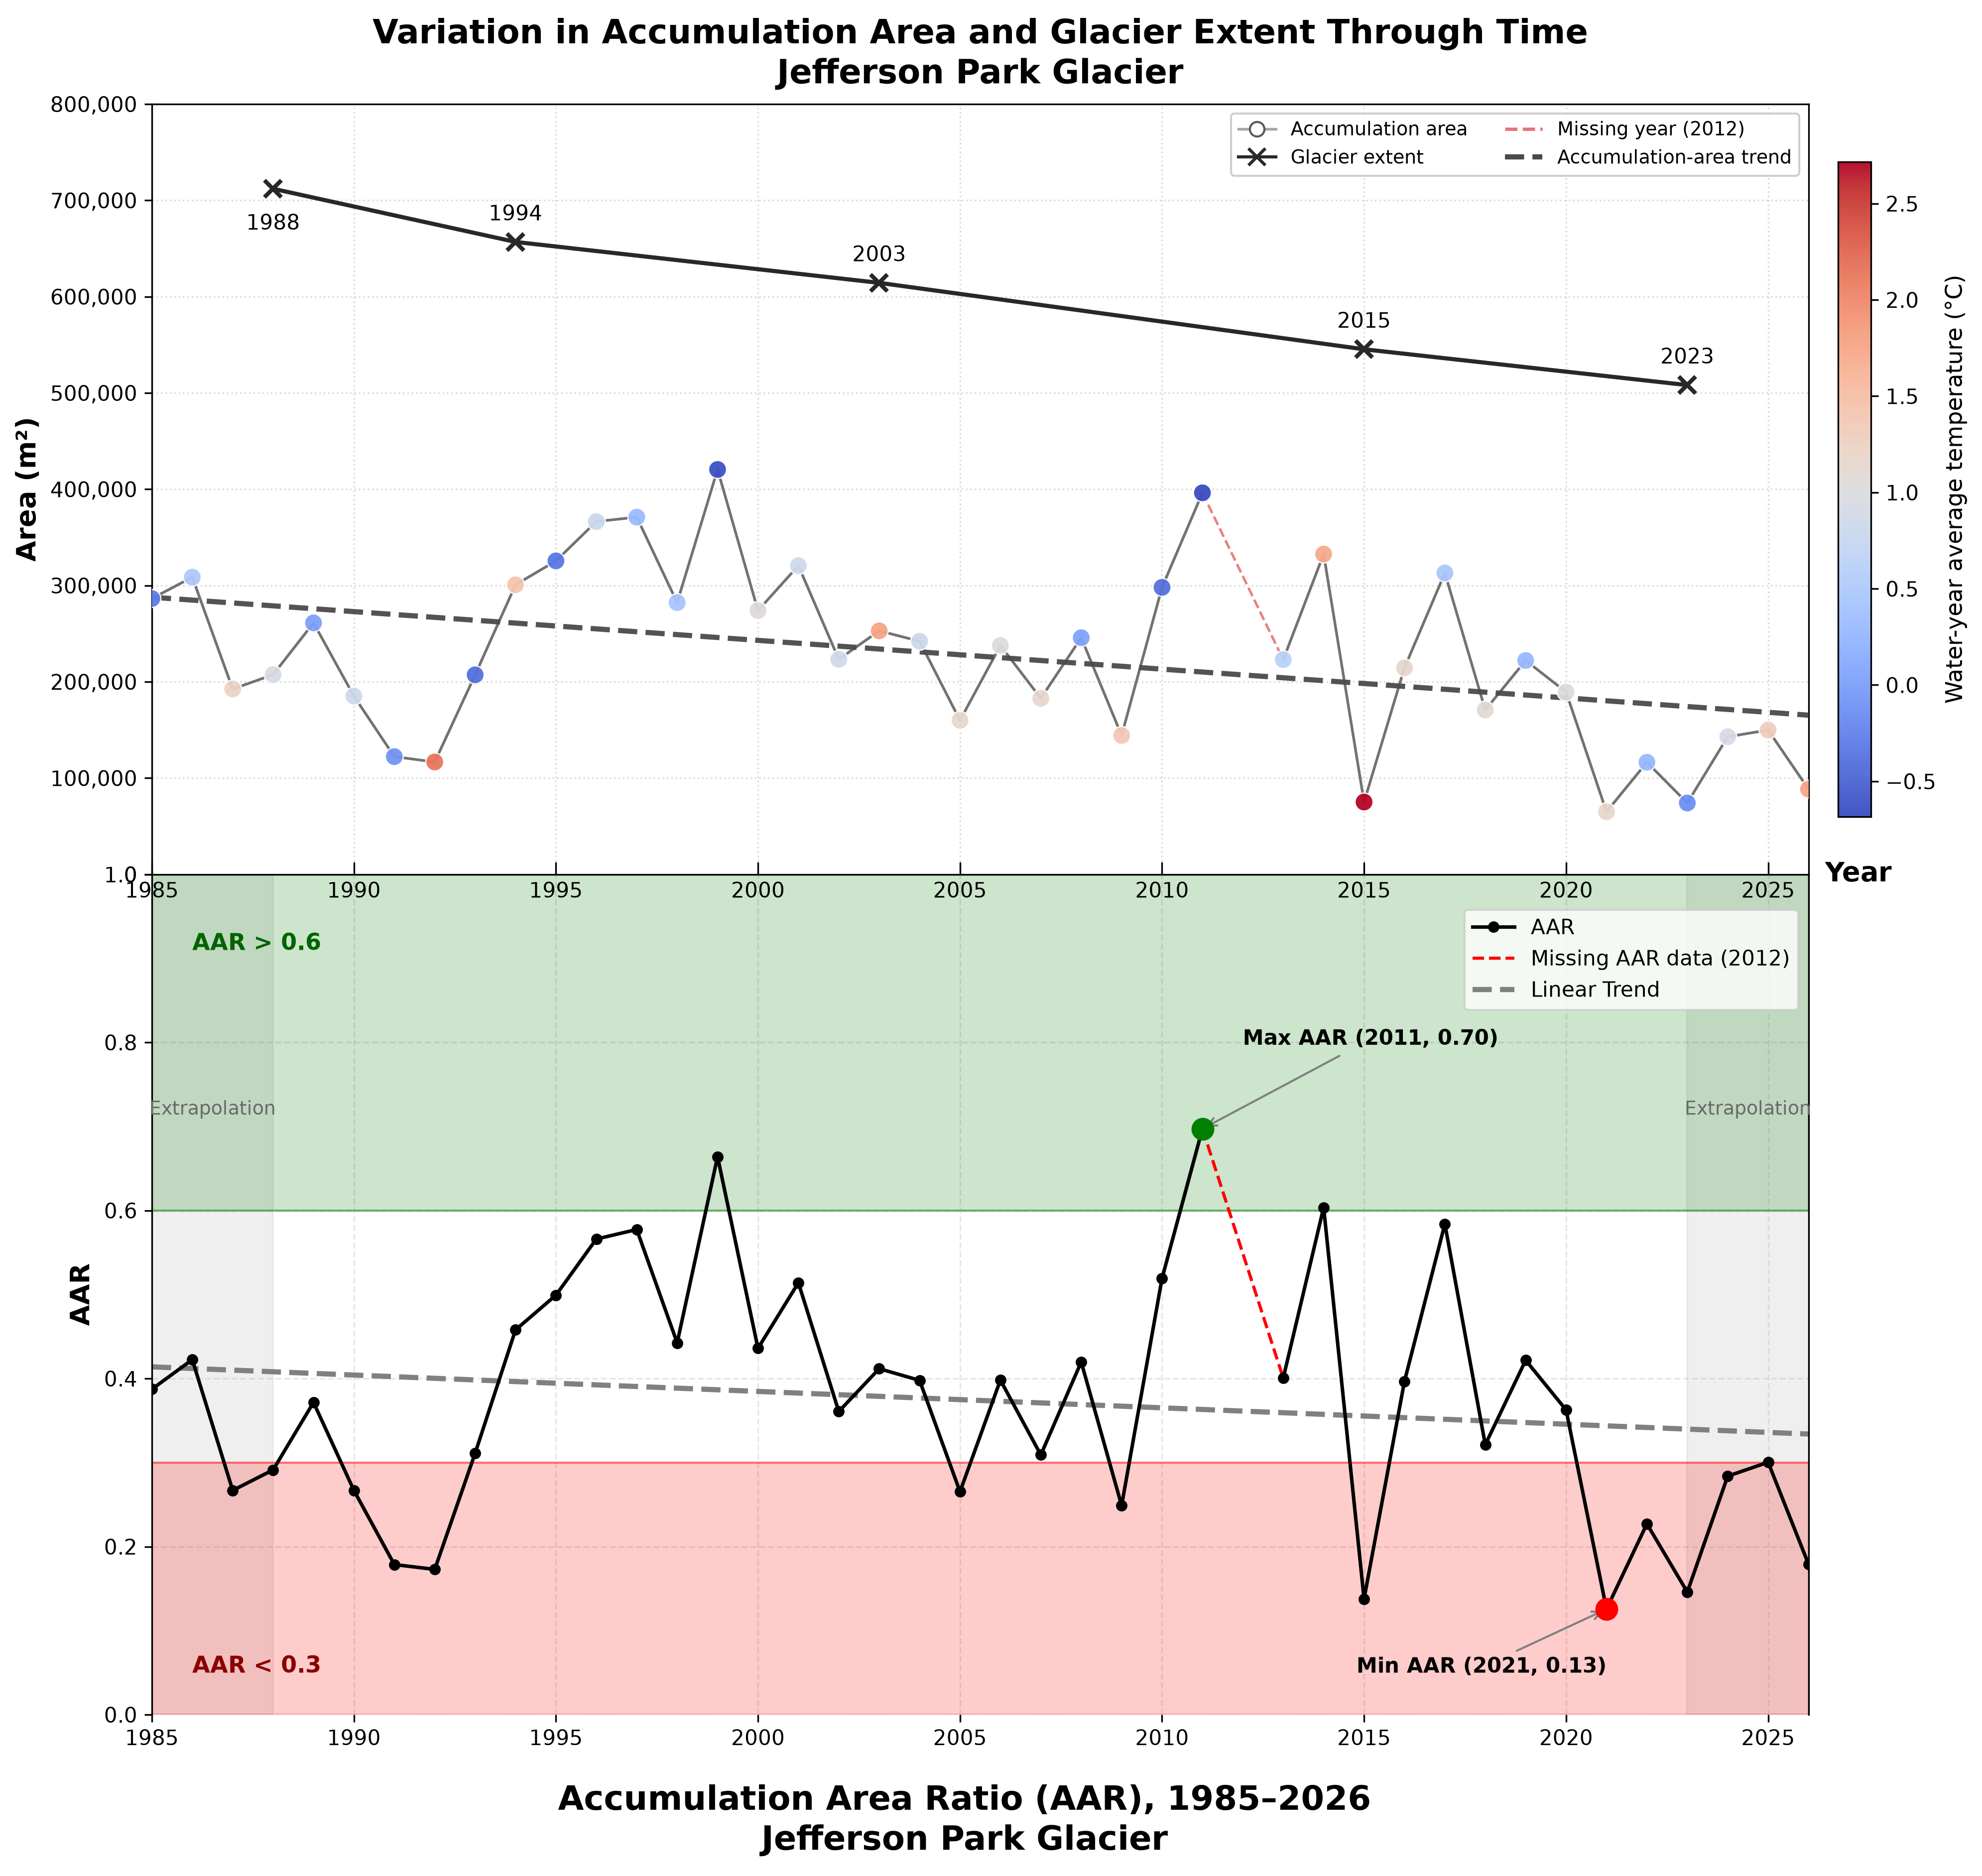 Variation in Accumulation Area and Glacier Extent Through Time
Jefferson Park Glacier
Area (m²)
800,000
700,000
600,000
500,000
400,000
300,000
200,000
100,000
Accumulation area
Glacier extent
Missing year (2012)
Accumulation-area trend
1988
1994
2003
2015
2023
2.5
2.0
1.5
1.0
0.5
0.0
−0.5
Water-year average temperature (°C)
1985
1990
1995
2000
2005
2010
2015
2020
2025
Year
AAR
1.0
0.8
0.6
0.4
0.2
0.0
AAR > 0.6
AAR
Missing AAR data (2012)
Linear Trend
Max AAR (2011, 0.70)
Extrapolation
Extrapolation
AAR < 0.3
Min AAR (2021, 0.13)
1985
1990
1995
2000
2005
2010
2015
2020
2025
Accumulation Area Ratio (AAR), 1985–2026
Jefferson Park Glacier